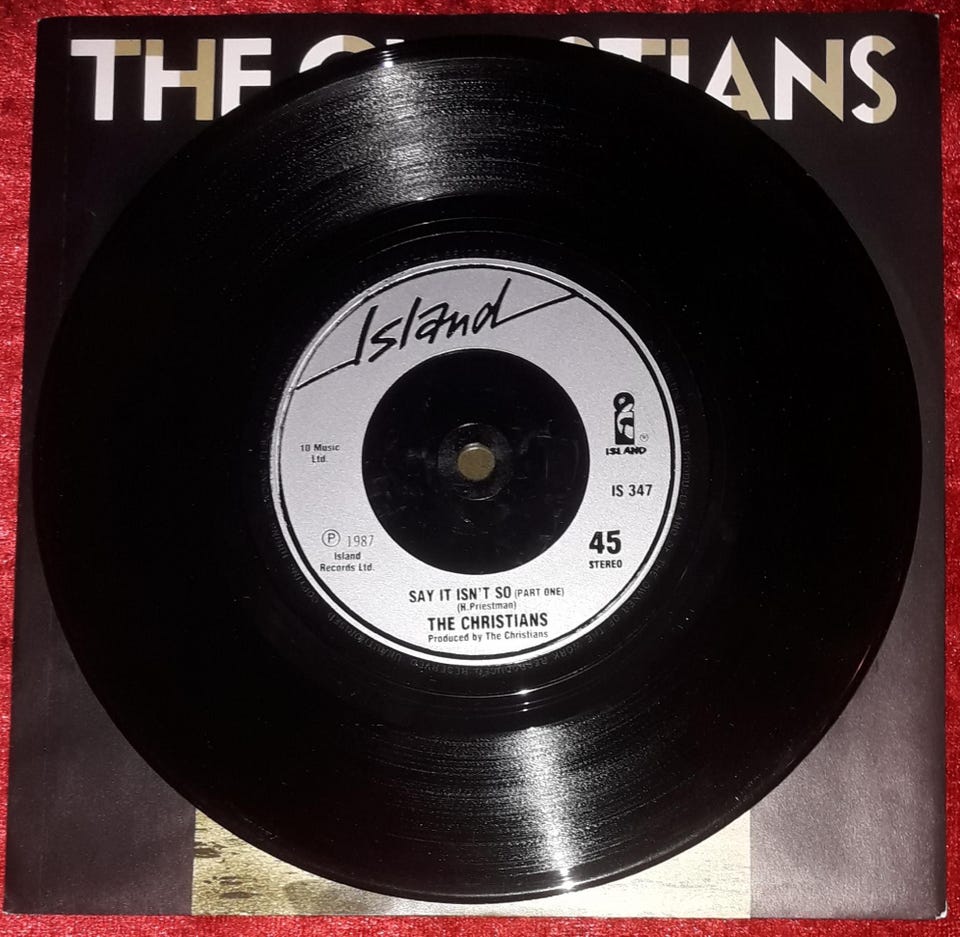 THE CHRISTIANS
Island
10 Music
Ltd.
ISLAND
IS 347
Ⓟ 1987
Island
Records Ltd.
45
STEREO
SAY IT ISN'T SO (PART ONE)
(H.Priestman)
THE CHRISTIANS
Produced by The Christians